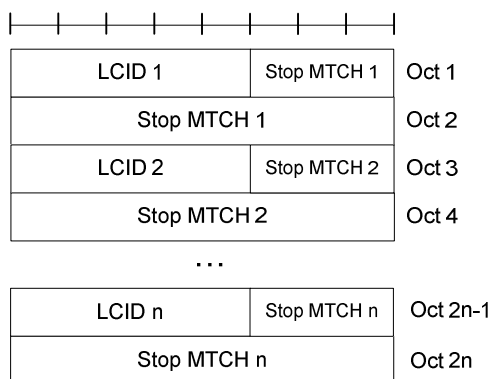 LCID 1 Stop MTCH 1 Oct 1
Stop MTCH 1 Oct 2
LCID 2 Stop MTCH 2 Oct 3
Stop MTCH 2 Oct 4
...
LCID n Stop MTCH n Oct 2n-1
Stop MTCH n Oct 2n